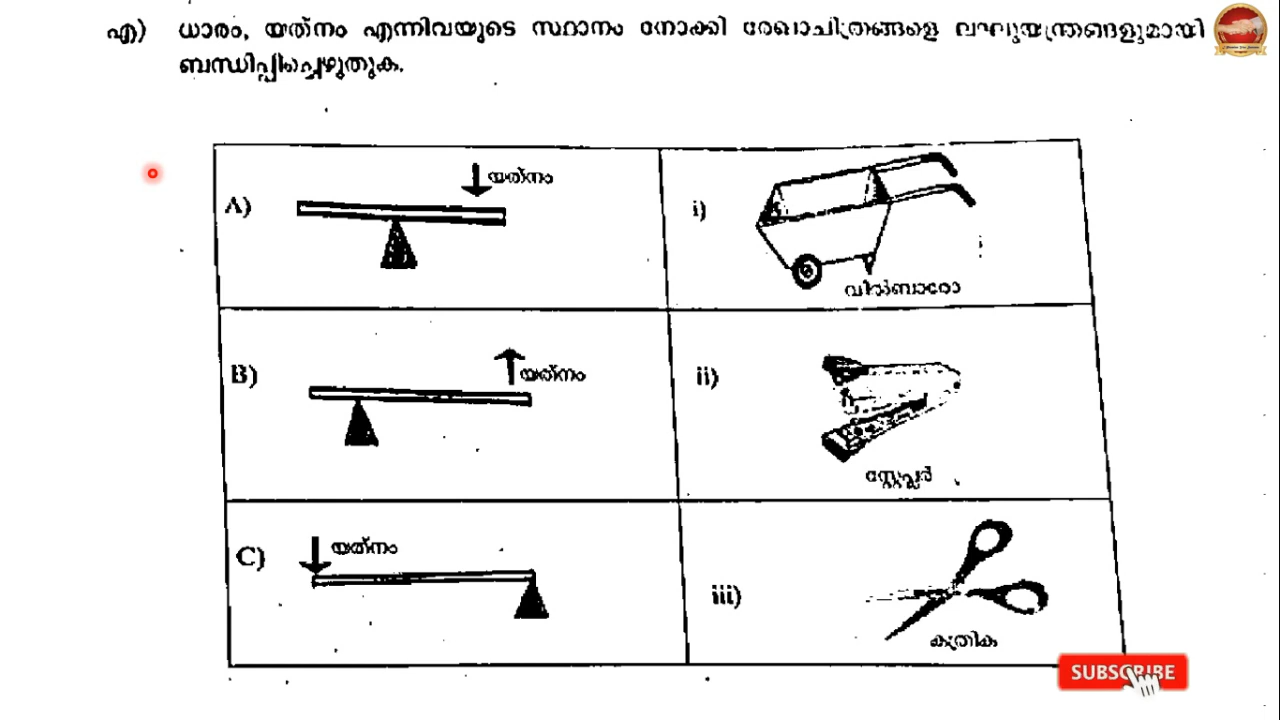 എ) ധാരം, യത്നം എന്നിവയുടെ സ്ഥാനം നോക്കി രേഖാചിത്രങ്ങളെ ലഘുയന്ത്രങ്ങളുമായി
ബന്ധിപ്പിച്ചെഴുതുക.
A) യത്നം
i) വീൽബാരോ
B) യത്നം
ii) സ്റ്റേപ്ലർ
C) യത്നം
iii) കത്രിക
SUBSCRIBE